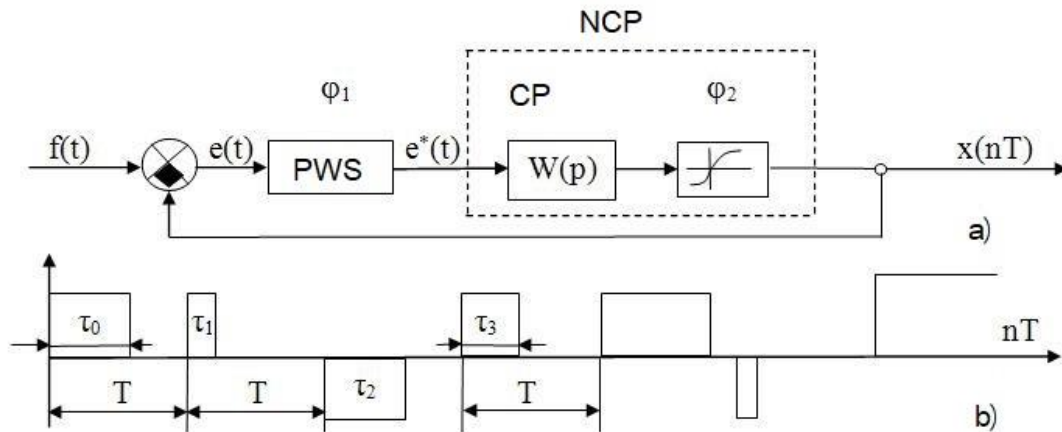 NCP
φ₁
CP
φ₂
f(t)
e(t)
PWS
e*(t)
W(p)
x(nT)
a)
τ₀
τ₁
τ₃
nT
T
T
τ₂
T
b)